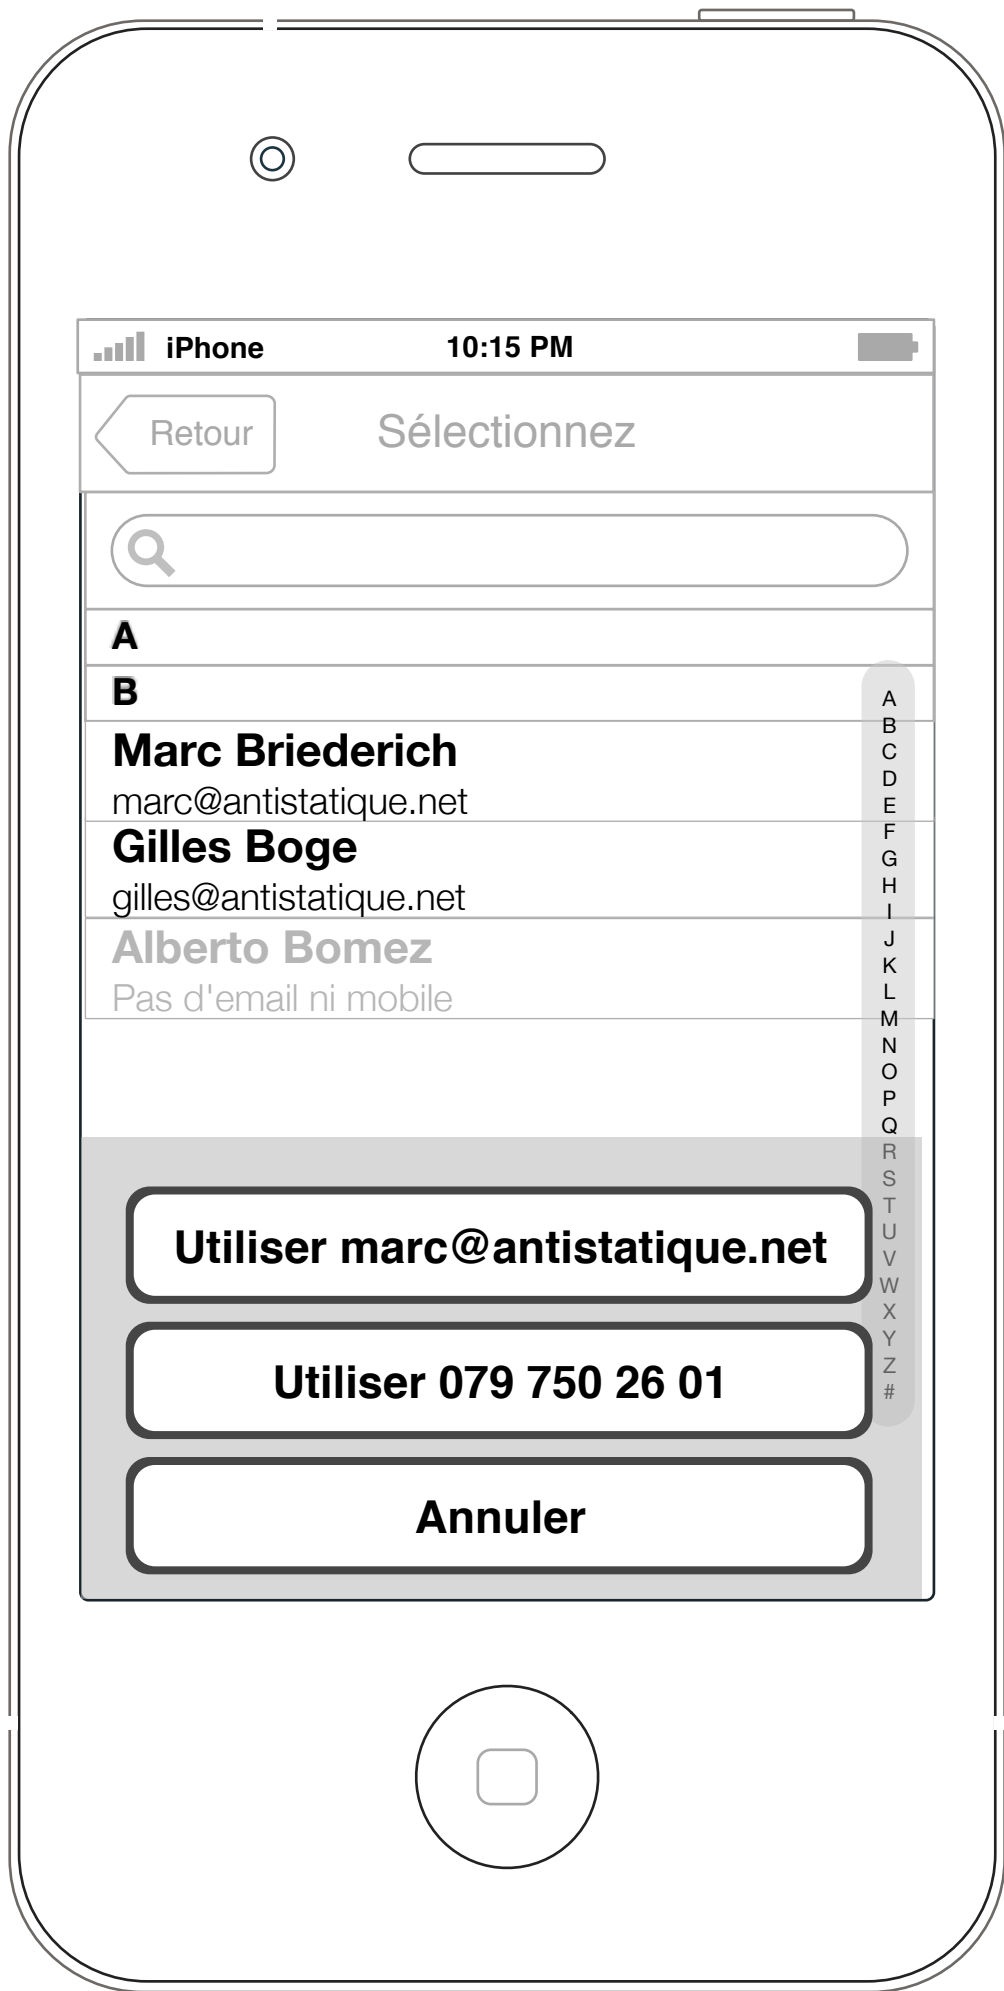 iPhone 10:15 PM
Retour Sélectionnez
A
B
Marc Briederich
marc@antistatique.net
Gilles Boge
gilles@antistatique.net
Alberto Bomez
Pas d'email ni mobile
A
B
C
D
E
F
G
H
I
J
K
L
M
N
O
P
Q
R
S
T
U
V
W
X
Y
Z
#
Utiliser marc@antistatique.net
Utiliser 079 750 26 01
Annuler